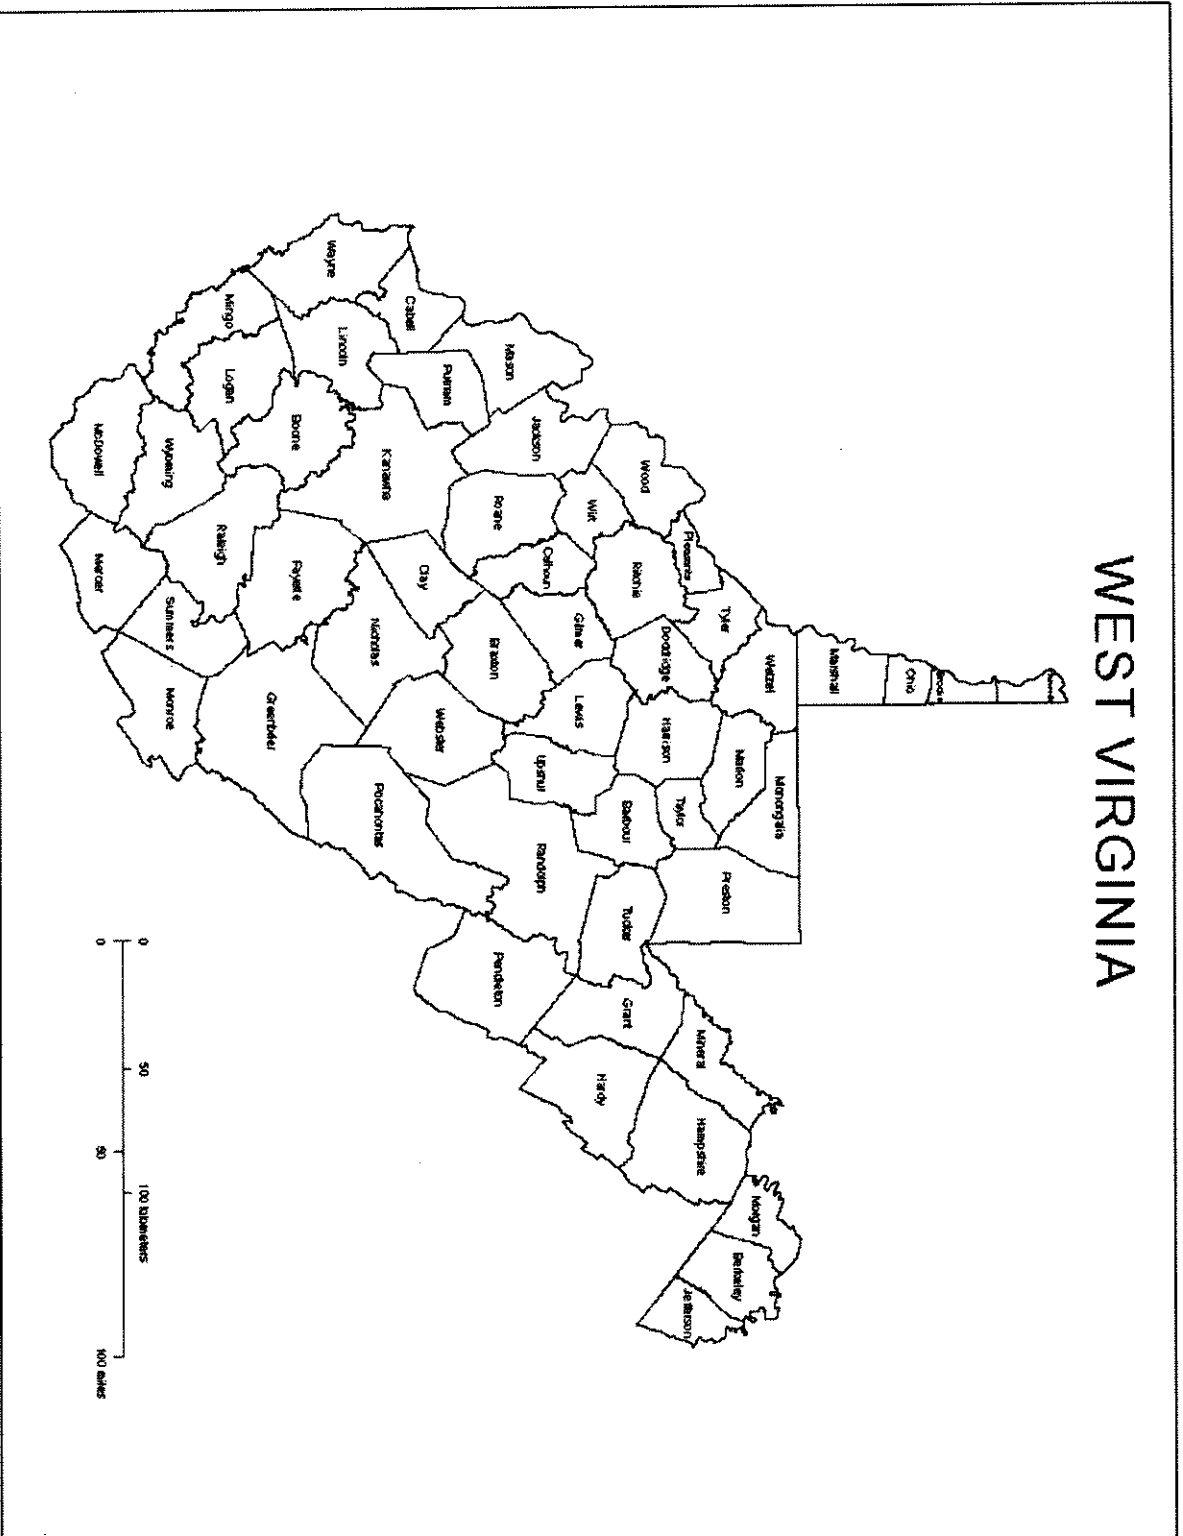 WEST VIRGINIA
Ohio
Marshall
Wetzel
Monongalia
Morgan
Tyler
Marion
Preston
Berkeley
Pleasants
Mineral
Hampshire
Jefferson
Wood
Ritchie
Doddridge
Harrison
Taylor
Wirt
Gilmer
Lewis
Barbour
Tucker
Grant
Hardy
Mason
Jackson
Roane
Calhoun
Braxton
Upshur
Randolph
Pendleton
Cabell
Putnam
Kanawha
Clay
Webster
Wayne
Lincoln
Nicholas
Pocahontas
Boone
Fayette
Greenbrier
Mingo
Logan
Raleigh
Wyoming
Summers
Monroe
McDowell
Mercer
0 50 100 kilometers
0 50 100 miles